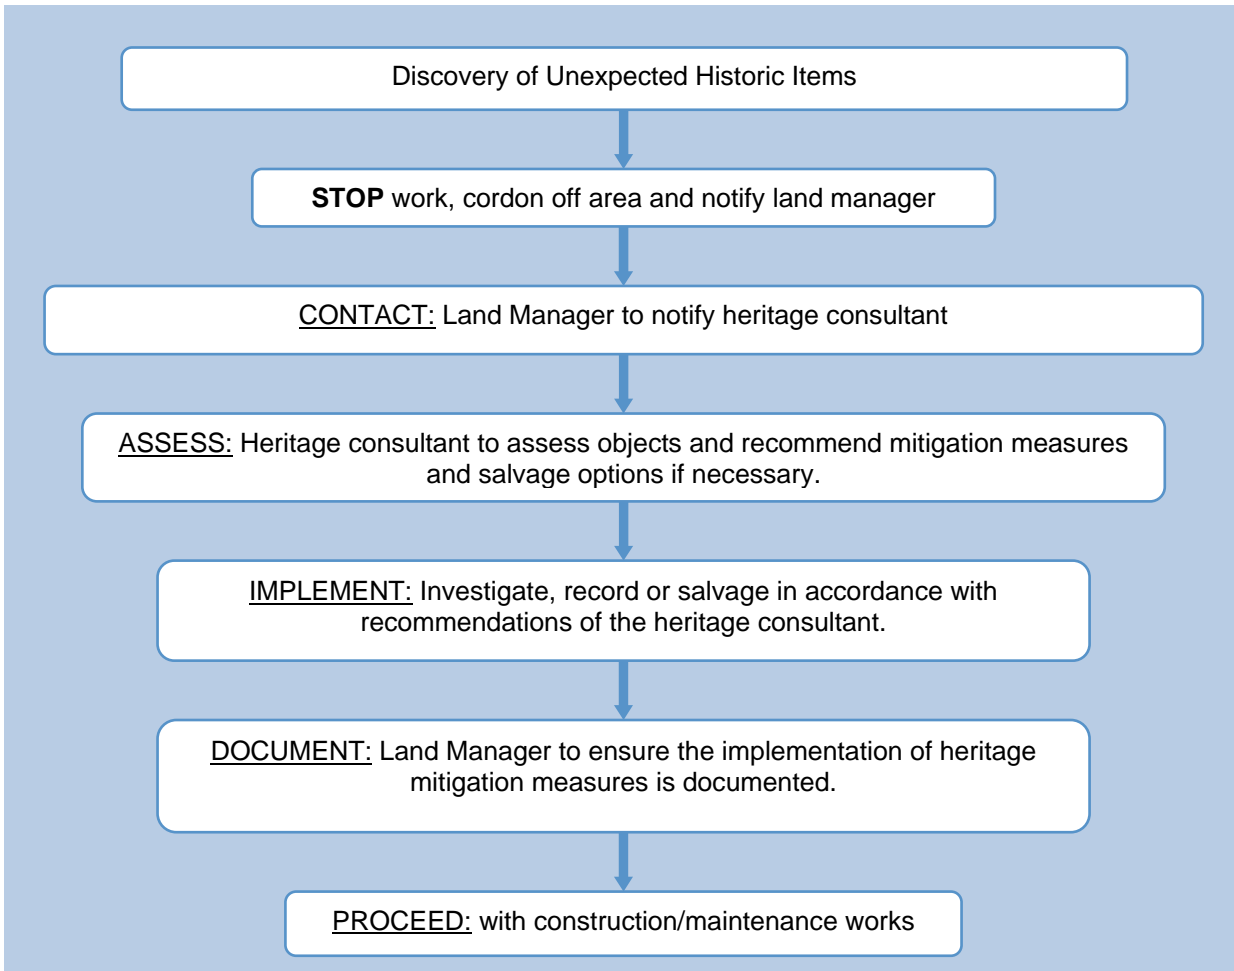 Discovery of Unexpected Historic Items
STOP work, cordon off area and notify land manager
CONTACT: Land Manager to notify heritage consultant
ASSESS: Heritage consultant to assess objects and recommend mitigation measures
and salvage options if necessary.
IMPLEMENT: Investigate, record or salvage in accordance with
recommendations of the heritage consultant.
DOCUMENT: Land Manager to ensure the implementation of heritage
mitigation measures is documented.
PROCEED: with construction/maintenance works